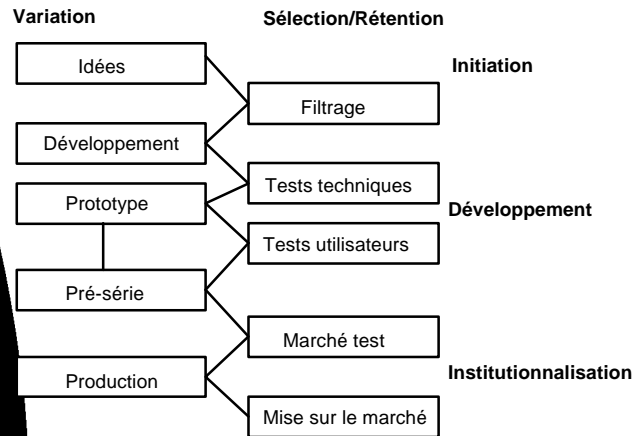 Variation
Sélection/Rétention
Idées
Initiation
Filtrage
Développement
Tests techniques
Prototype
Développement
Tests utilisateurs
Pré-série
Marché test
Production
Institutionnalisation
Mise sur le marché